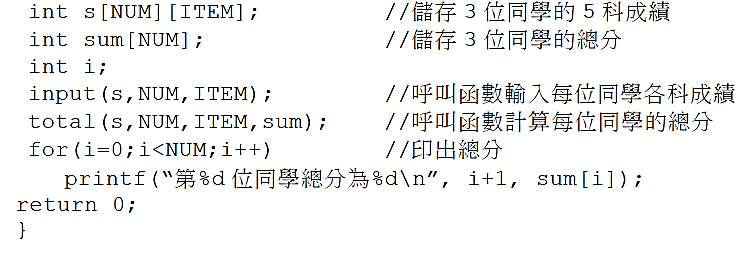 int s[NUM][ITEM]; //儲存 3 位同學的 5 科成績
int sum[NUM]; //儲存 3 位同學的總分
int i;
input(s,NUM,ITEM); //呼叫函數輸入每位同學各科成績
total(s,NUM,ITEM,sum); //呼叫函數計算每位同學的總分
for(i=0;i<NUM;i++) //印出總分
printf(“第%d 位同學總分為%d\n”, i+1, sum[i]);
return 0;
}